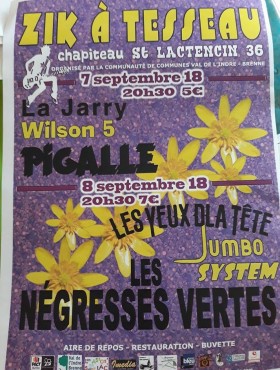 ZIK À TESSEAU
chapiteau St LACTENCIN 36
ORGANISÉ PAR LA COMMUNAUTÉ DE COMMUNES VAL DE L'INDRE - BRENNE
7 septembre 18
20h30 5€
La Jarry
Wilson 5
PIGALLE
8 septembre 18
20h30 7€
LES YEUX D'LA TÊTE
JUMBO
SYSTEM
LES
NÉGRESSES VERTES
AIRE DE REPOS - RESTAURATION - BUVETTE